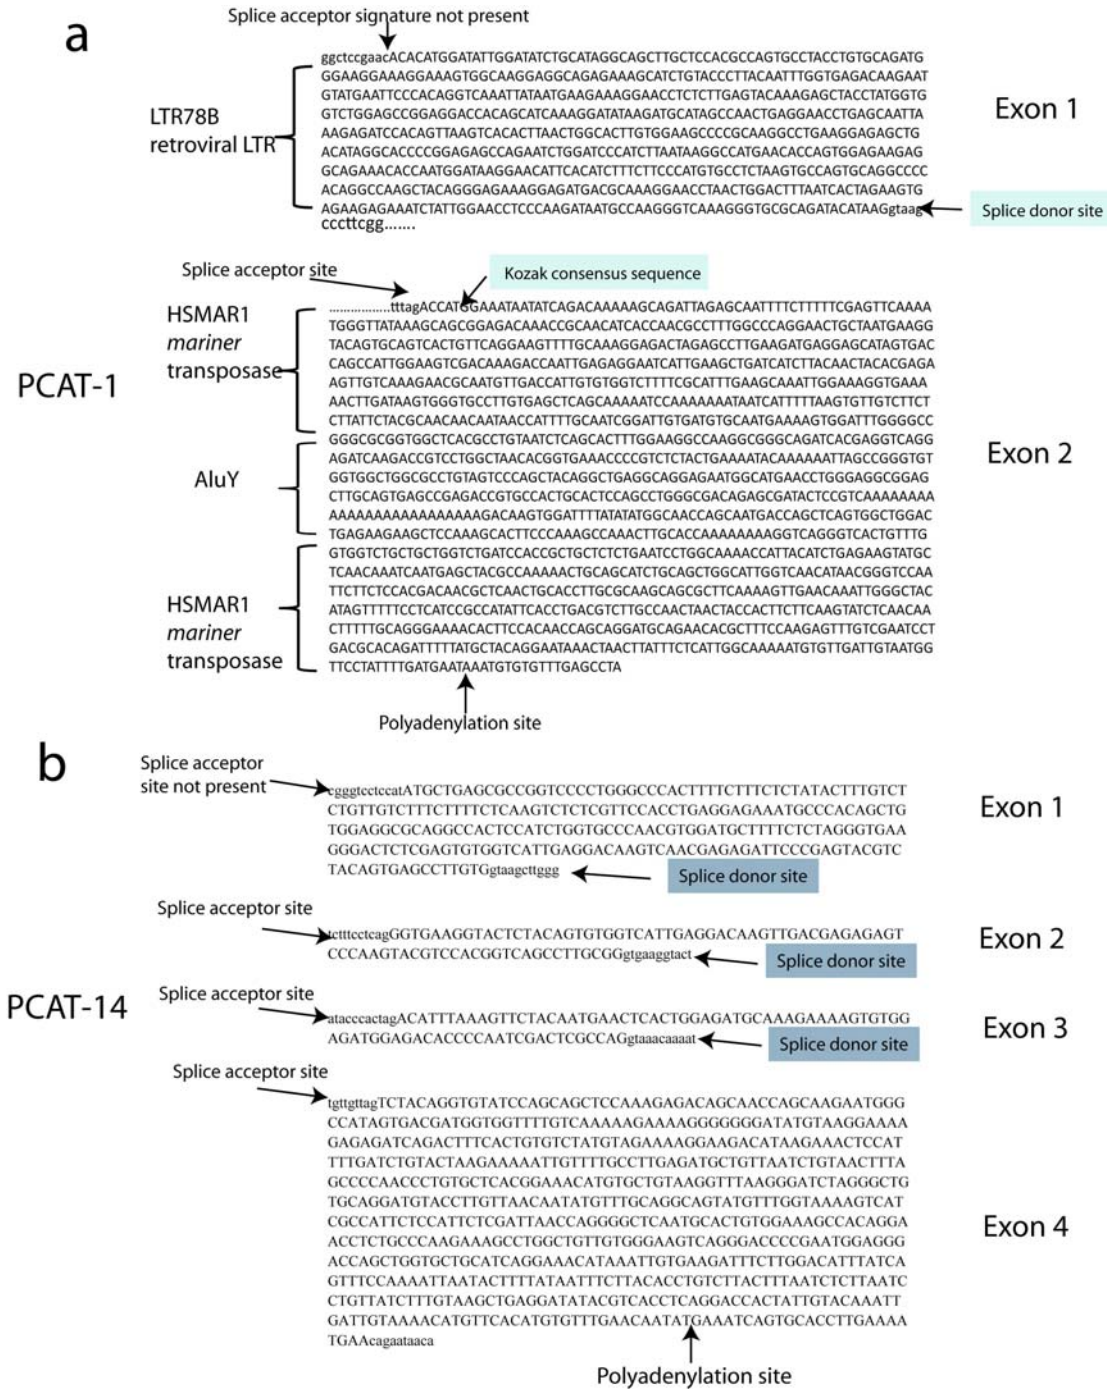 a
Splice acceptor signature not present
ggctccgaacACACATGGATATTGGATATCTGCATAGGCAGCTTGCTCCACGCCAGTGCCTACCTGTGCAGATG
GGAAGGAAAGGAAAGTGGCAAGGAGGCAGAGAAAGCATCTGTACCCTTACAATTTGGTGAGACAAGAAT
GTATGAATTCCCACAGGTCAAATTATAATGAAGAAAGGAACCTCTCTTGAGTACAAAGAGCTACCTATGGTG
GTCTGGAGCCGGAGGACCACAGCATCAAAGGATATAAGATGCATAGCCAACTGAGGAACCTGAGCAATTA
AAGAGATCCACAGTTAAGTCACACTTAACTGGCACTTGTGGAAGCCCCGCAAGGCCTGAAGGAGAGCTG
ACATAGGCACCCCGGAGAGCCAGAATCTGGATCCCATCTTAATAAGGCCATGAACACCAGTGGAGAAGAG
GCAGAAACACCAATGGATAAGGAACATTCACATCTTTCTTCCCATGTGCCTCTAAGTGCCAGTGCAGGCCCC
ACAGGCCAAGCTACAGGGAGAAAGGAGATGACGCAAAGGAACCTAACTGGACTTTAATCACTAGAAGTG
AGAAGAGAAATCTATTGGAACCTCCCAAGATAATGCCAAGGGTCAAAGGGTGCGCAGATACATAAGgtaag
cccttcgg.......
LTR78B
retroviral LTR
Exon 1
Splice donor site
PCAT-1
Splice acceptor site
Kozak consensus sequence
..................tttagACCATGGAAATAATATCAGACAAAAAGCAGATTAGAGCAATTTTCTTTTTCGAGTTCAAAA
TGGGTTATAAAGCAGCGGAGACAAACCGCAACATCACCAACGCCTTTGGCCCAGGAACTGCTAATGAAGG
TACAGTGCAGTCACTGTTCAGGAAGTTTTGCAAAGGAGACTAGAGCCTTGAAGATGAGGAGCATAGTGAC
CAGCCATTGGAAGTCGACAAAGACCAATTGAGAGGAATCATTGAAGCTGATCATCTTACAACTACACGAGA
AGTTGTCAAAGAACGCAATGTTGACCATTGTGTGGTCTTTTCGCATTTGAAGCAAATTGGAAAGGTGAAA
AACTTGATAAGTGGGTGCCTTGTGAGCTCAGCAAAAATCCAAAAAAATAATCATTTTTAAGTGTTGTCTTCT
CTTATTCTACGCAACAACAATAACCATTTTGCAATCGGATTGTGATGTGCAATGAAAAGTGGATTTGGGGCC
GGGCGCGGTGGCTCACGCCTGTAATCTCAGCACTTTGGAAGGCCAAGGCGGGCAGATCACGAGGTCAGG
AGATCAAGACCGTCCTGGCTAACACGGTGAAACCCCGTCTCTACTGAAAATACAAAAAATTAGCCGGGTGT
GGTGGCTGGCGCCTGTAGTCCCAGCTACAGGCTGAGGCAGGAGAATGGCATGAACCTGGGAGGCGGAG
CTTGCAGTGAGCCGAGACCGTGCCACTGCACTCCAGCCTGGGCGACAGAGCGATACTCCGTCAAAAAAAA
AAAAAAAAAAAAAAAAAAGACAAGTGGATTTTATATATGGCAACCAGCAATGACCAGCTCAGTGGCTGGAC
TGAGAAGAAGCTCCAAAGCACTTCCCAAAGCCAAACTTGCACCAAAAAAAAGGTCAGGGTCACTGTTTG
GTGGTCTGCTGCTGGTCTGATCCACCGCTGCTCTCTGAATCCTGGCAAAACCATTACATCTGAGAAGTATGC
TCAACAAATCAATGAGCTACGCCAAAAACTGCAGCATCTGCAGCTGGCATTGGTCAACATAACGGGTCCAA
TTCTTCTCCACGACAACGCTCAACTGCACCTTGCGCAAGCAGCGCTTCAAAAGTTGAACAAATTGGGCTAC
ATAGTTTTTCCTCATCCGCCATATTCACCTGACGTCTTGCCAACTAACTACCACTTCTTCAAGTATCTCAACAA
CTTTTTGCAGGGAAAACACTTCCACAACCAGCAGGATGCAGAACACGCTTTCCAAGAGTTTGTCGAATCCT
GACGCACAGATTTTTATGCTACAGGAATAAACTAACTTATTTCTCATTGGCAAAAATGTGTTGATTGTAATGG
TTCCTATTTTGATGAATAAATGTGTGTTTGAGCCTA
HSMAR1
mariner
transposase
AluY
HSMAR1
mariner
transposase
Exon 2
Polyadenylation site
b
Splice acceptor
site not present
cgggtcctccatATGCTGAGCGCCGGTCCCCTGGGCCCACTTTTCTTTCTCTATACTTTGTCT
CTGTTGTCTTTCTTTTCTCAAGTCTCTCGTTCCACCTGAGGAGAAATGCCCACAGCTG
TGGAGGCGCAGGCCACTCCATCTGGTGCCCAACGTGGATGCTTTTCTCTAGGGTGAA
GGGACTCTCGAGTGTGGTCATTGAGGACAAGTCAACGAGAGATTCCCGAGTACGTC
TACAGTGAGCCTTGTGgtaagcttggg
Exon 1
Splice donor site
PCAT-14
Splice acceptor site
tctttcctcagGGTGAAGGTACTCTACAGTGTGGTCATTGAGGACAAGTTGACGAGAGAGT
CCCAAGTACGTCCACGGTCAGCCTTGCGGgtgaaggtact
Exon 2
Splice donor site
Splice acceptor site
atacccactagACATTTAAAGTTCTACAATGAACTCACTGGAGATGCAAAGAAAAGTGTGG
AGATGGAGACACCCCAATCGACTCGCCAGgtaaacaaaat
Exon 3
Splice donor site
Splice acceptor site
tgttgttagTCTACAGGTGTATCCAGCAGCTCCAAAGAGACAGCAACCAGCAAGAATGGG
CCATAGTGACGATGGTGGTTTTGTCAAAAAGAAAAGGGGGGGATATGTAAGGAAAA
GAGAGATCAGACTTTCACTGTGTCTATGTAGAAAAGGAAGACATAAGAAACTCCAT
TTTGATCTGTACTAAGAAAAATTGTTTTGCCTTGAGATGCTGTTAATCTGTAACTTTA
GCCCCAACCCTGTGCTCACGGAAACATGTGCTGTAAGGTTTAAGGGATCTAGGGCTG
TGCAGGATGTACCTTGTTAACAATATGTTTGCAGGCAGTATGTTTGGTAAAAGTCAT
CGCCATTCTCCATTCTCGATTAACCAGGGGCTCAATGCACTGTGGAAAGCCACAGGA
ACCTCTGCCCAAGAAAGCCTGGCTGTTGTGGGAAGTCAGGGACCCCGAATGGAGGG
ACCAGCTGGTGCTGCATCAGGAAACATAAATTGTGAAGATTTCTTGGACATTTATCA
GTTTCCAAAATTAATACTTTTATAATTTCTTACACCTGTCTTACTTTAATCTCTTAATC
CTGTTATCTTTGTAAGCTGAGGATATACGTCACCTCAGGACCACTATTGTACAAATT
GATTGTAAAACATGTTCACATGTGTTTGAACAATATGAAATCAGTGCACCTTGAAAA
TGAAcagaataaca
Exon 4
Polyadenylation site